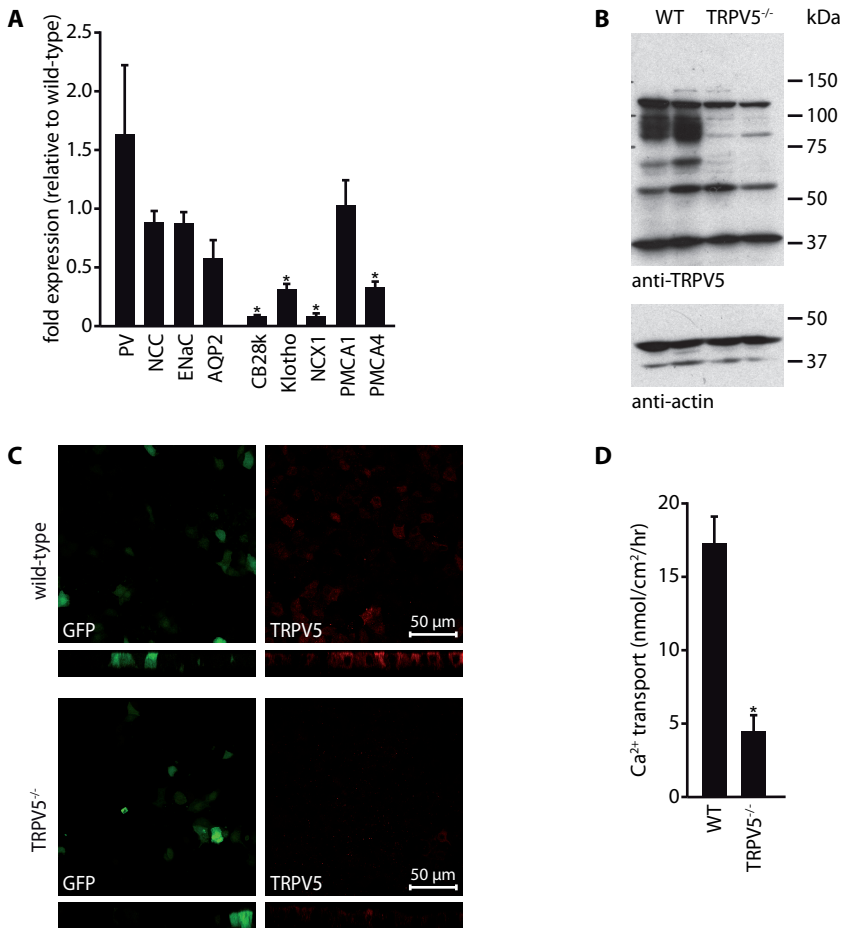 A
fold expression (relative to wild-type)
2.5
2.0
1.5
1.0
0.5
0
*
*
*
*
PV
NCC
ENaC
AQP2
CB28k
Klotho
NCX1
PMCA1
PMCA4
B
WT TRPV5-/- kDa
150
100
75
50
37
anti-TRPV5
50
37
anti-actin
C
wild-type
GFP
TRPV5
50 µm
TRPV5-/-
GFP
TRPV5
50 µm
D
Ca2+ transport (nmol/cm2/hr)
20
15
10
5
0
*
WT
TRPV5-/-